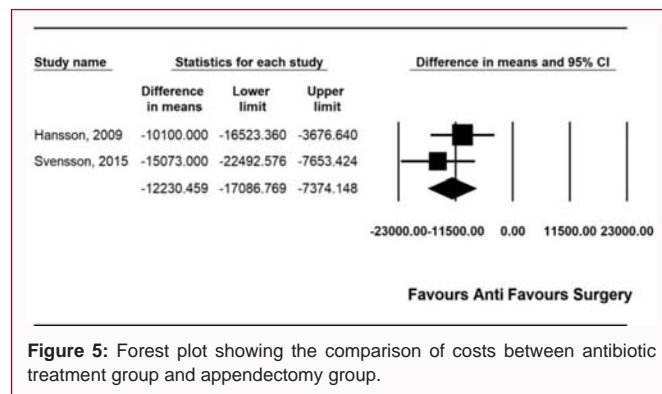 Study name Statistics for each study Difference in means and 95% CI
Difference in means Lower limit Upper limit
Hansson, 2009 -10100.000 -16523.360 -3676.640
Svensson, 2015 -15073.000 -22492.576 -7653.424
-12230.459 -17086.769 -7374.148
-23000.00 -11500.00 0.00 11500.00 23000.00
Favours Anti Favours Surgery
Figure 5: Forest plot showing the comparison of costs between antibiotic
treatment group and appendectomy group.